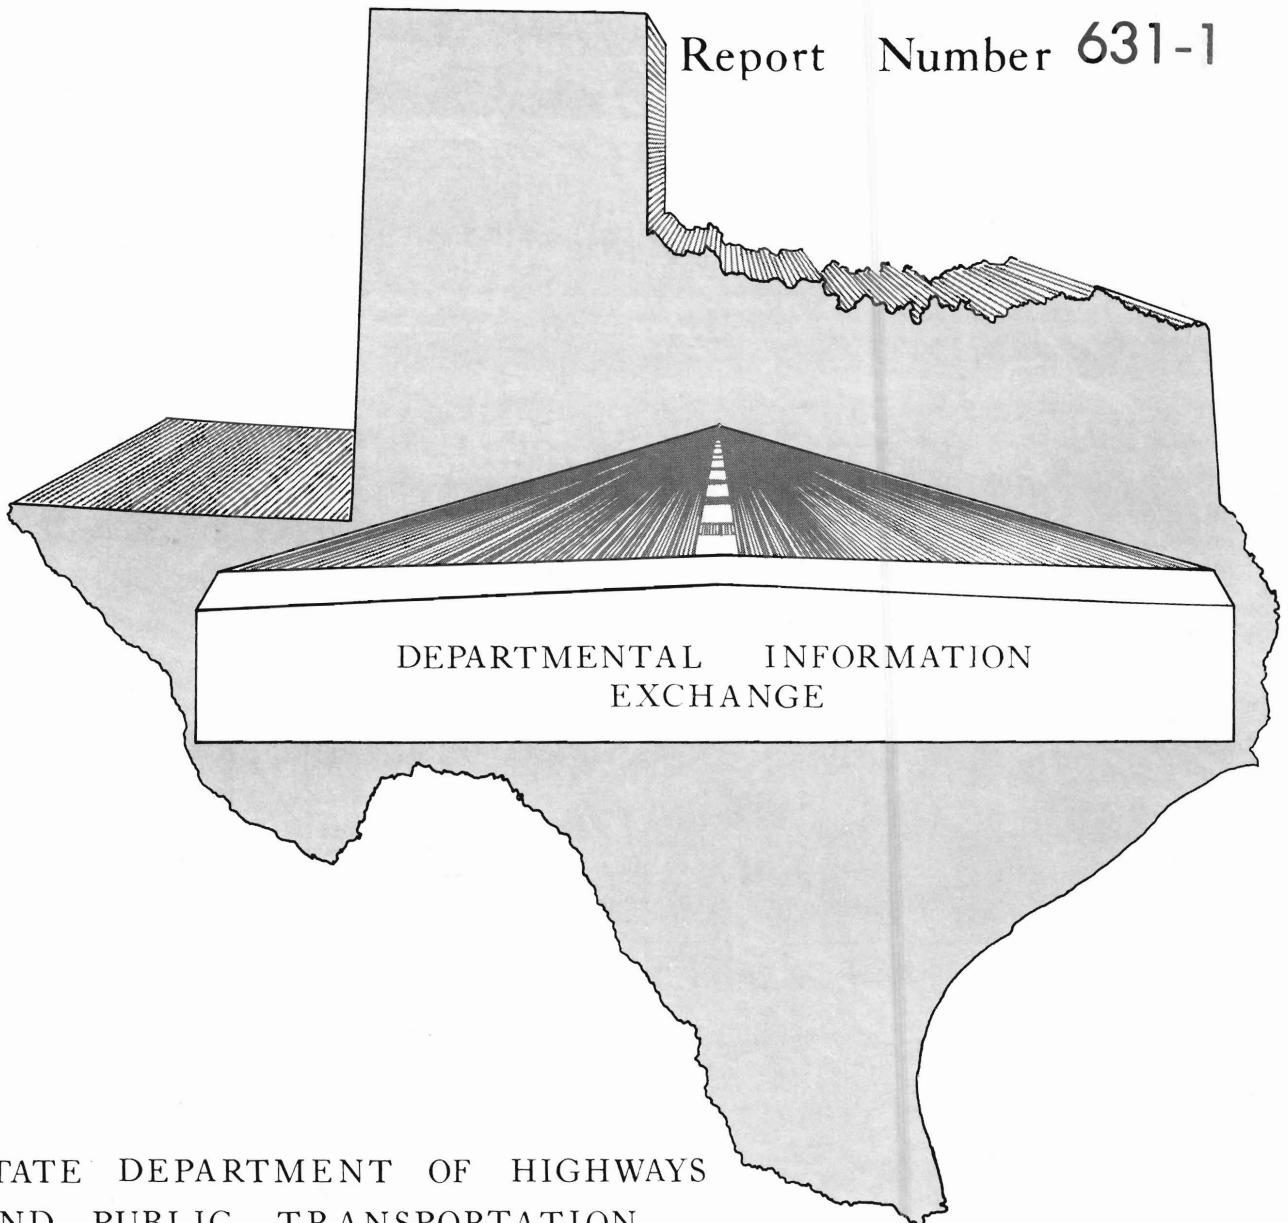 Report Number 631-1
DEPARTMENTAL INFORMATION
EXCHANGE
TATE DEPARTMENT OF HIGHWAYS
ND PUBLIC TRANSPORTATION